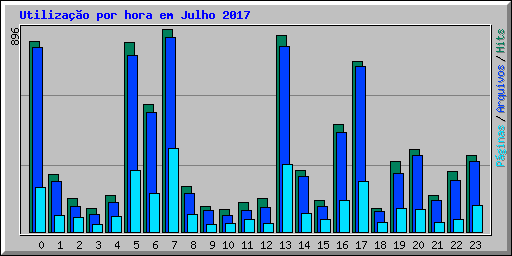 Utilização por hora em Julho 2017
896
Páginas / Arquivos / Hits
0 1 2 3 4 5 6 7 8 9 10 11 12 13 14 15 16 17 18 19 20 21 22 23